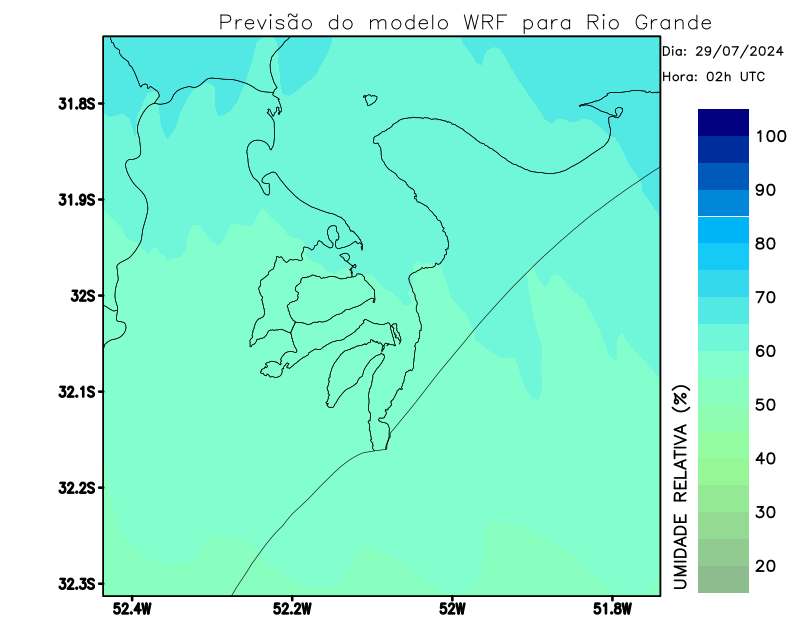 Previsão do modelo WRF para Rio Grande
Dia: 29/07/2024
Hora: 02h UTC
31.8S
31.9S
32S
32.1S
32.2S
32.3S
52.4W
52.2W
52W
51.8W
100
90
80
70
60
50
40
30
20
UMIDADE RELATIVA (%)